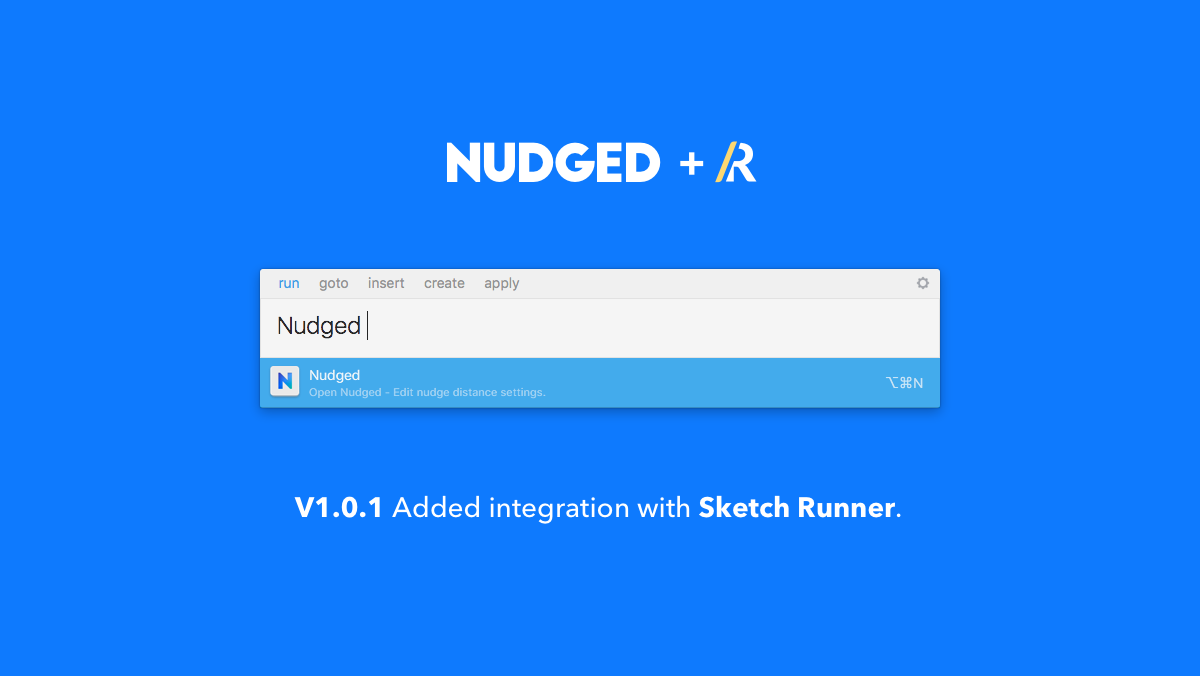 NUDGED + R
run goto insert create apply
Nudged
N
Nudged
Open Nudged - Edit nudge distance settings.
⌥⌘N
V1.0.1 Added integration with Sketch Runner.